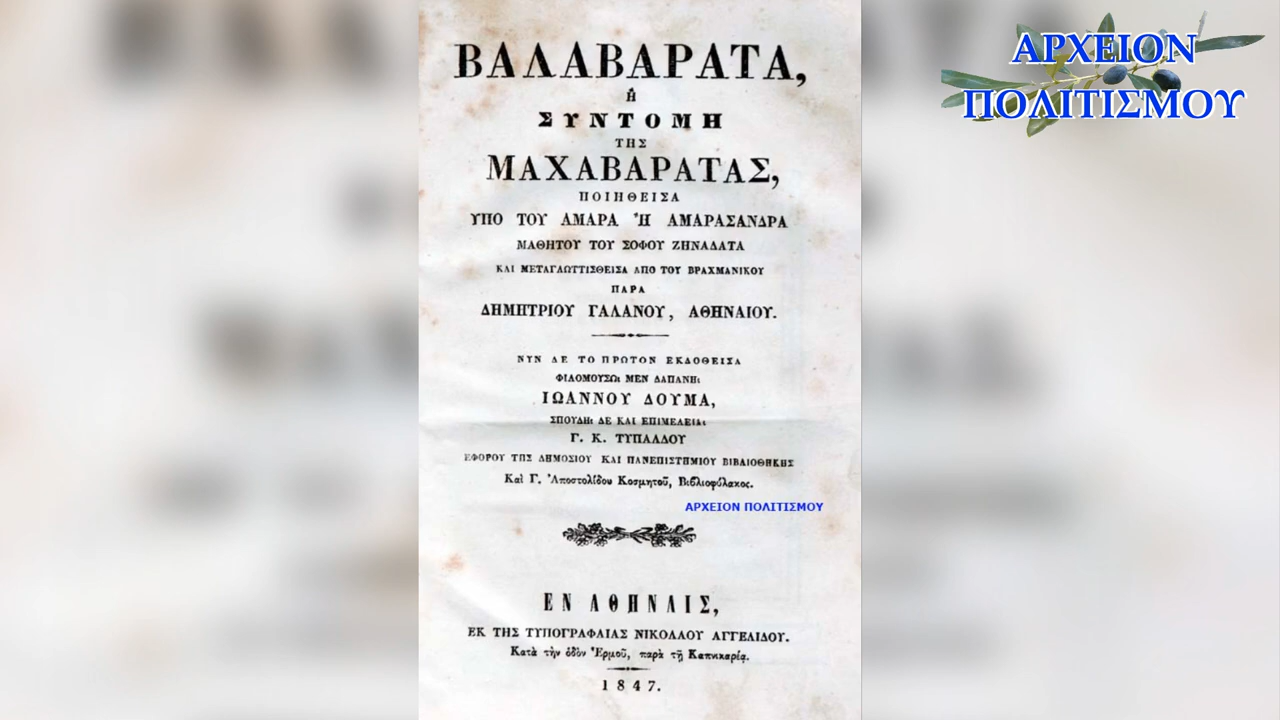 ΑΡΧΕΙΟΝ
ΠΟΛΙΤΙΣΜΟΥ
ΒΑΛΑΒΑΡΑΤΑ,
Ή
ΣΥΝΤΟΜΗ
ΤΗΣ
ΜΑΧΑΒΑΡΑΤΑΣ,
ΠΟΙΗΘΕΙΣΑ
ΥΠΟ ΤΟΥ ΑΜΑΡΑ Ἢ ΑΜΑΡΑΣΑΝΔΡΑ
ΜΑΘΗΤΟΥ ΤΟΥ ΣΟΦΟΥ ΖΗΝΑΔΑΤΑ
ΚΑΙ ΜΕΤΑΓΛΩΤΤΙΣΘΕΙΣΑ ΑΠΟ ΤΟΥ ΒΡΑΧΜΑΝΙΚΟΥ
ΠΑΡΑ
ΔΗΜΗΤΡΙΟΥ ΓΑΛΑΝΟΥ, ΑΘΗΝΑΙΟΥ.
ΝΥΝ ΔΕ ΤΟ ΠΡΩΤΟΝ ΕΚΔΟΘΕΙΣΑ
ΦΙΛΟΜΟΥΣΩι ΜΕΝ ΔΑΠΑΝΗι
ΙΩΑΝΝΟΥ ΔΟΥΜΑ,
ΣΠΟΥΔΗι ΔΕ ΚΑΙ ΕΠΙΜΕΛΕΙΑι
Γ. Κ. ΤΥΠΑΛΔΟΥ
ΕΦΟΡΟΥ ΤΗΣ ΔΗΜΟΣΙΟΥ ΚΑΙ ΠΑΝΕΠΙΣΤΗΜΙΟΥ ΒΙΒΛΙΟΘΗΚΗΣ
Καὶ Γ. Ἀποστολίδου Κοσμητοῦ, Βιβλιοφύλακος.
ΑΡΧΕΙΟΝ ΠΟΛΙΤΙΣΜΟΥ
ΕΝ ΑΘΗΝΑΙΣ,
ΕΚ ΤΗΣ ΤΥΠΟΓΡΑΦΙΑΣ ΝΙΚΟΛΑΟΥ ΑΓΓΕΛΙΔΟΥ.
Κατὰ τὴν ὁδὸν Ἑρμοῦ, παρὰ τῇ Καπνικαρίᾳ.
1847.